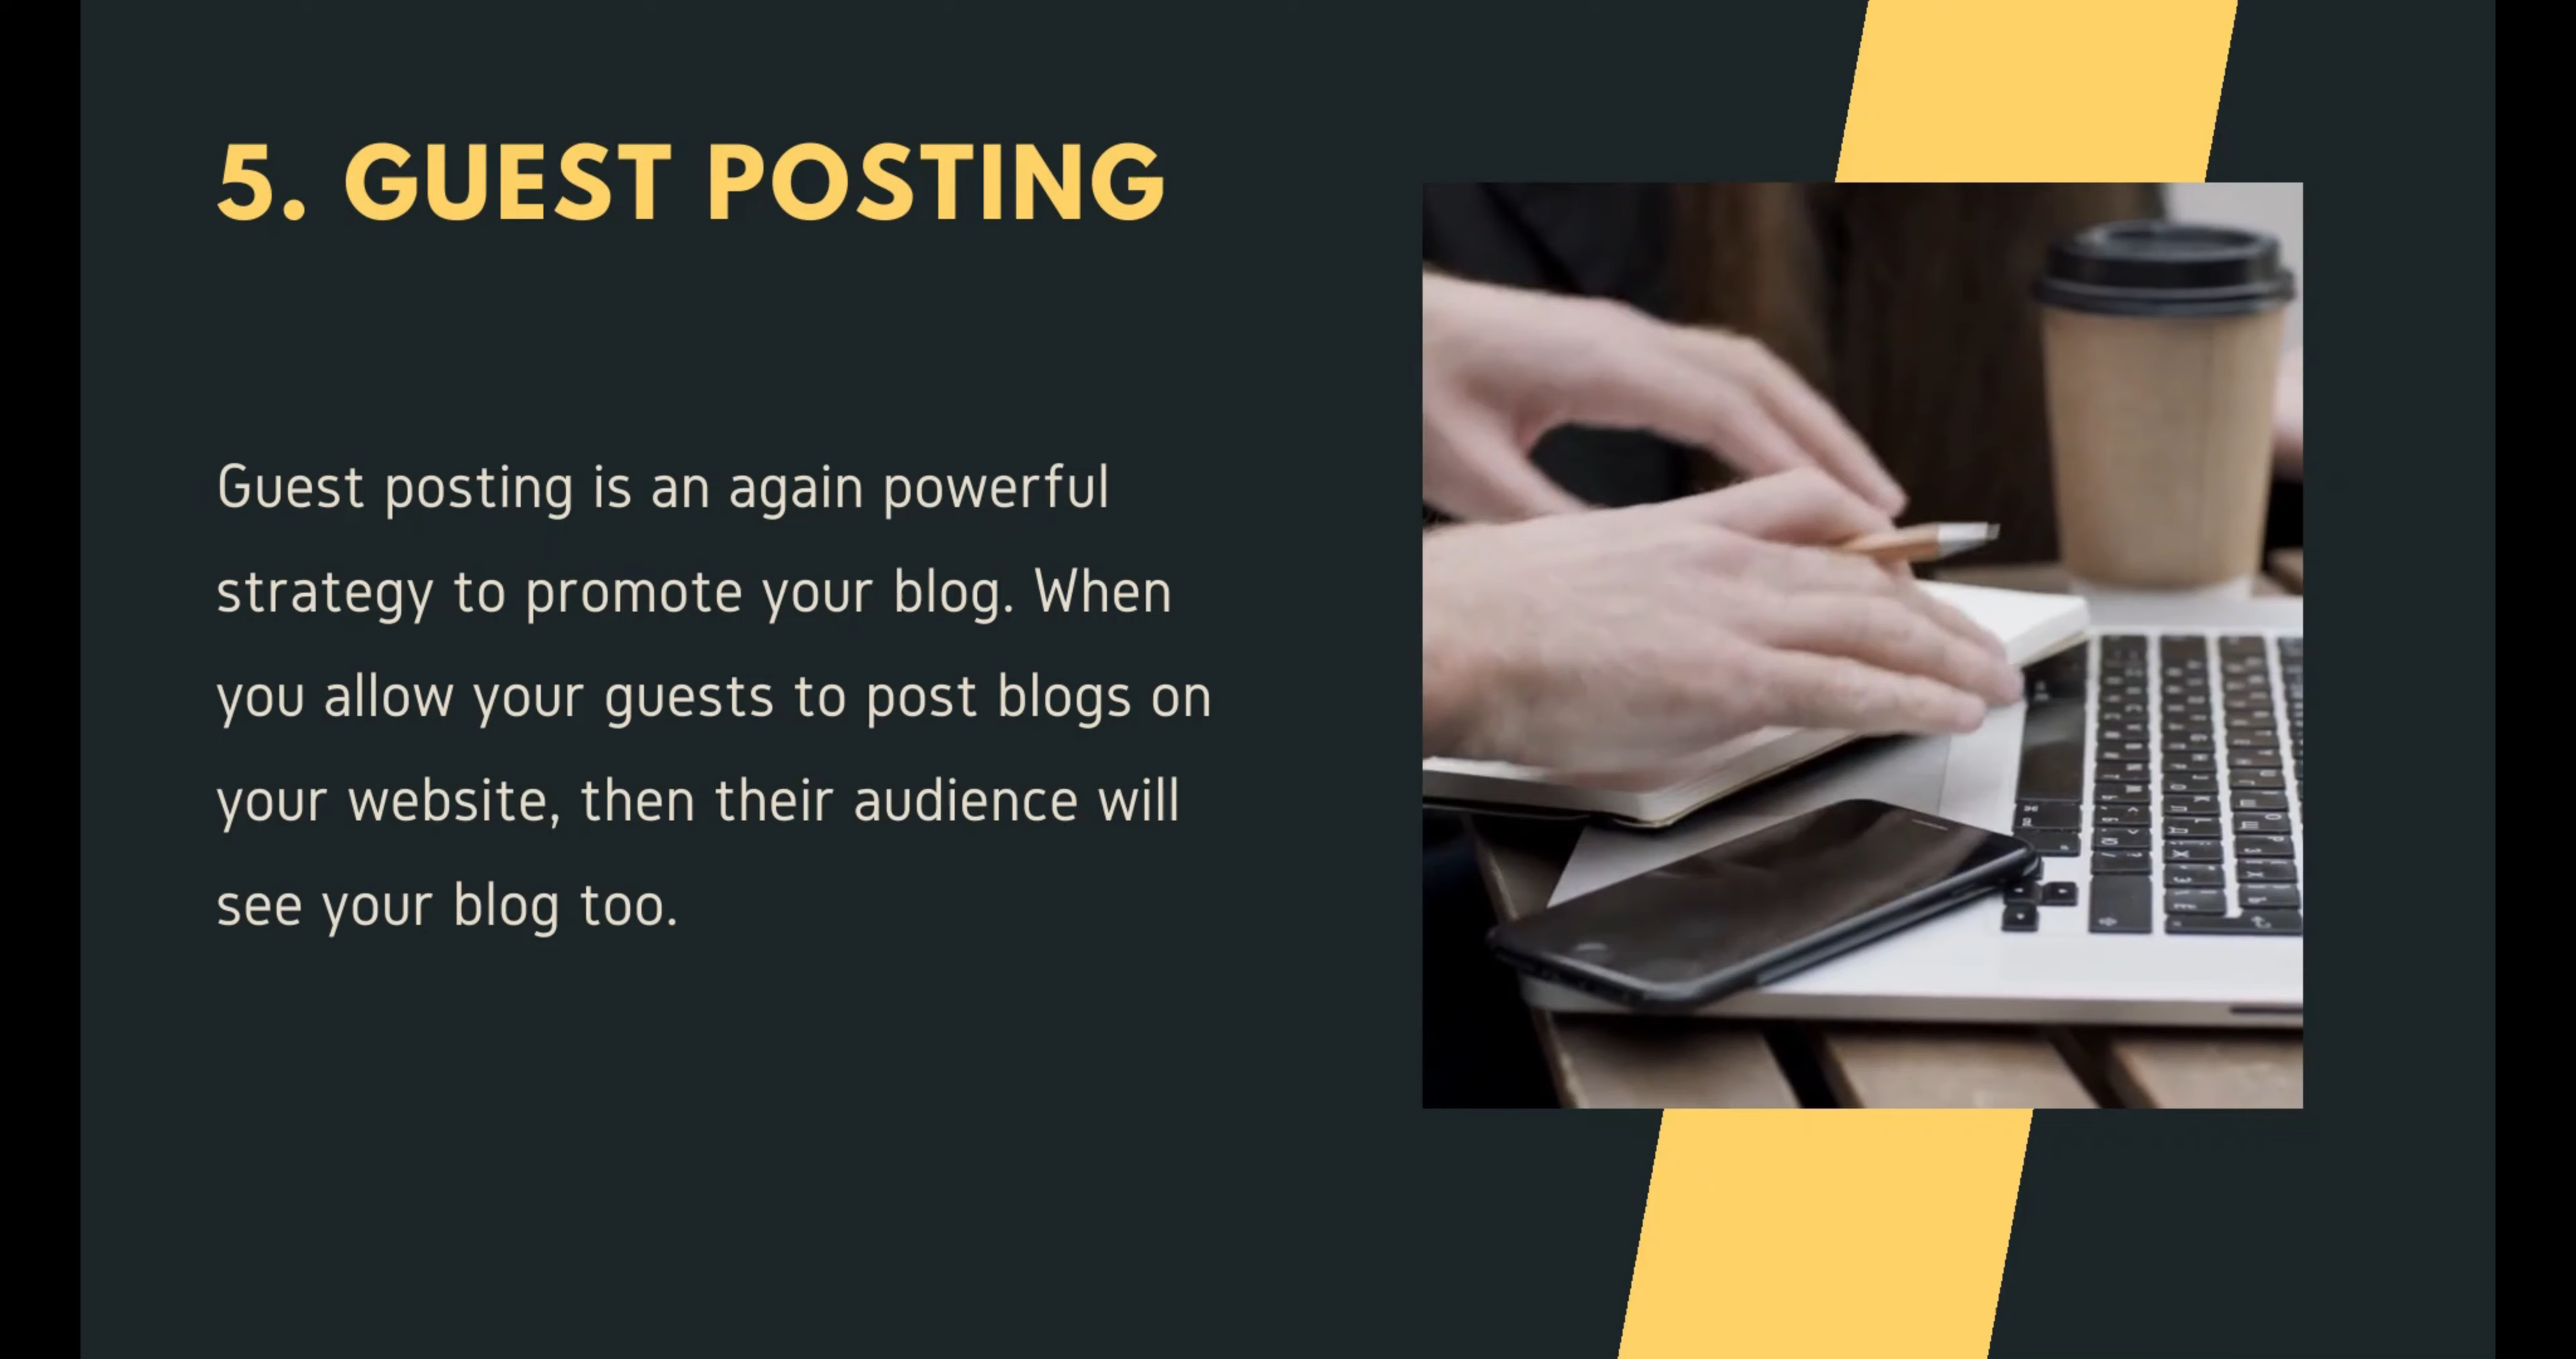 5. GUEST POSTING
Guest posting is an again powerful
strategy to promote your blog. When
you allow your guests to post blogs on
your website, then their audience will
see your blog too.